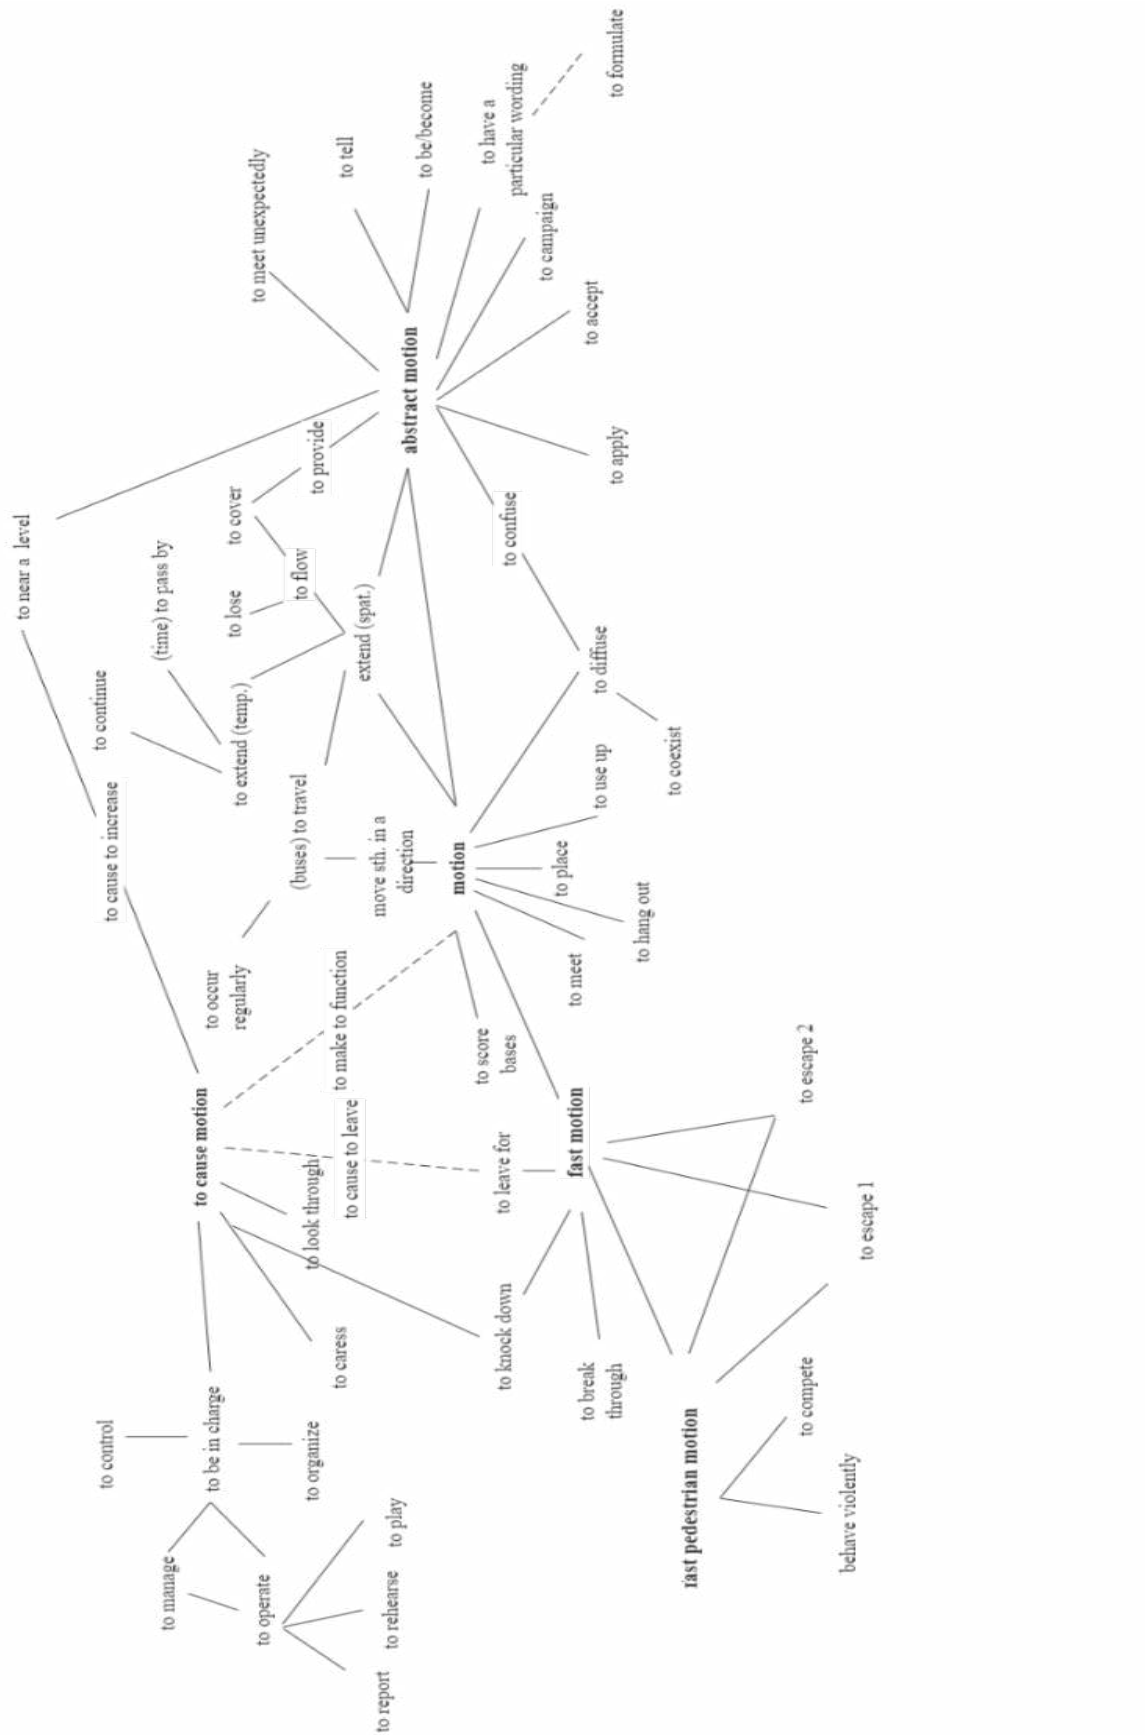 to control
to manage
to be in charge
to operate
to organize
to report
to rehearse
to play
to caress
to look through
to cause motion
to cause to leave
to make to function
to knock down
to leave for
to break
through
fast motion
fast pedestrian motion
behave violently
to compete
to escape 1
to escape 2
to score
bases
to occur
regularly
to cause to increase
to near a level
to continue
(time) to pass by
to extend (temp.)
(buses) to travel
move sth. in a
direction
motion
to meet
to hang out
to place
to use up
to coexist
to diffuse
to confuse
extend (spat.)
to lose
to flow
to cover
to provide
abstract motion
to meet unexpectedly
to tell
to be/become
to have a
particular wording
to formulate
to campaign
to accept
to apply